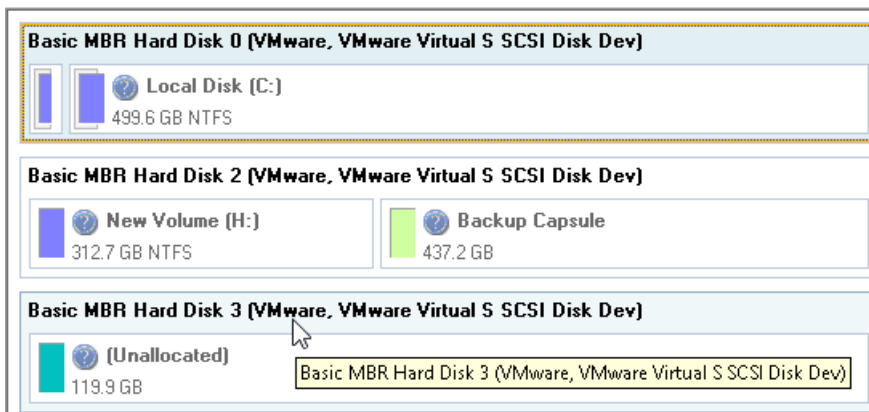 Basic MBR Hard Disk 0 (VMware, VMware Virtual S SCSI Disk Dev)
Local Disk (C:)
499.6 GB NTFS
Basic MBR Hard Disk 2 (VMware, VMware Virtual S SCSI Disk Dev)
New Volume (H:)
312.7 GB NTFS
Backup Capsule
437.2 GB
Basic MBR Hard Disk 3 (VMware, VMware Virtual S SCSI Disk Dev)
(Unallocated)
119.9 GB
Basic MBR Hard Disk 3 (VMware, VMware Virtual S SCSI Disk Dev)